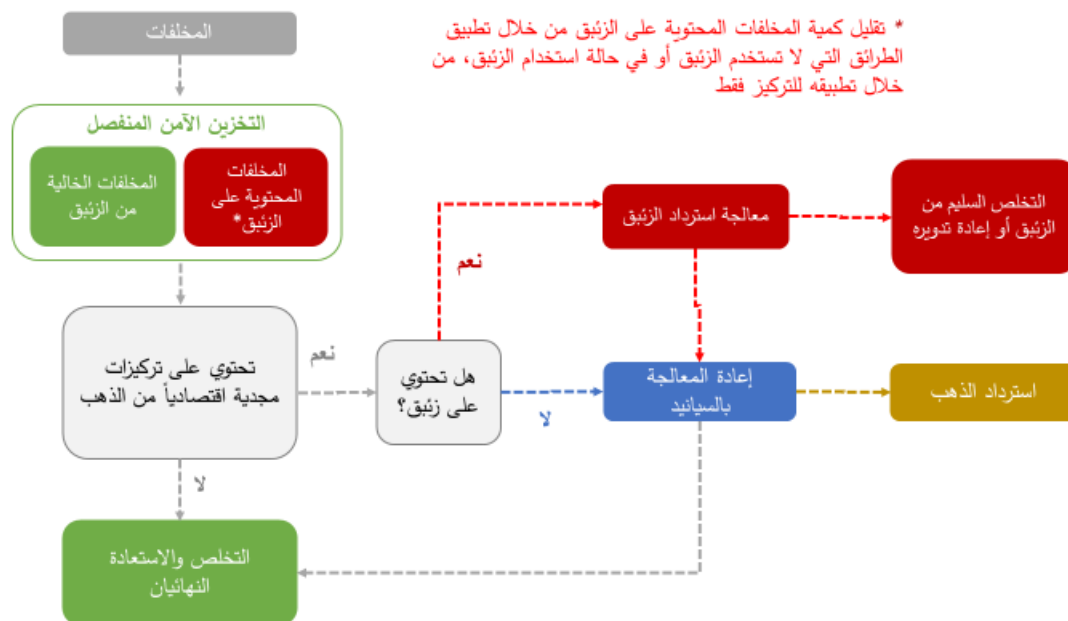 المخلفات
* تقليل كمية المخلفات المحتوية على الزئبق من خلال تطبيق
الطرائق التي لا تستخدم الزئبق أو في حالة استخدام الزئبق، من
خلال تطبيقه للتركيز فقط
التخزين الآمن المنفصل
المخلفات
المحتوية على
الزئبق*
المخلفات الخالية
من الزئبق
معالجة استرداد الزئبق
التخلص السليم من
الزئبق أو إعادة تدويره
نعم
تحتوي على تركيزات
مجدية اقتصادياً من الذهب
نعم
هل تحتوي
على زئبق؟
لا
إعادة المعالجة
بالسيانيد
استرداد الذهب
لا
التخلص والاستعادة
النهائيان